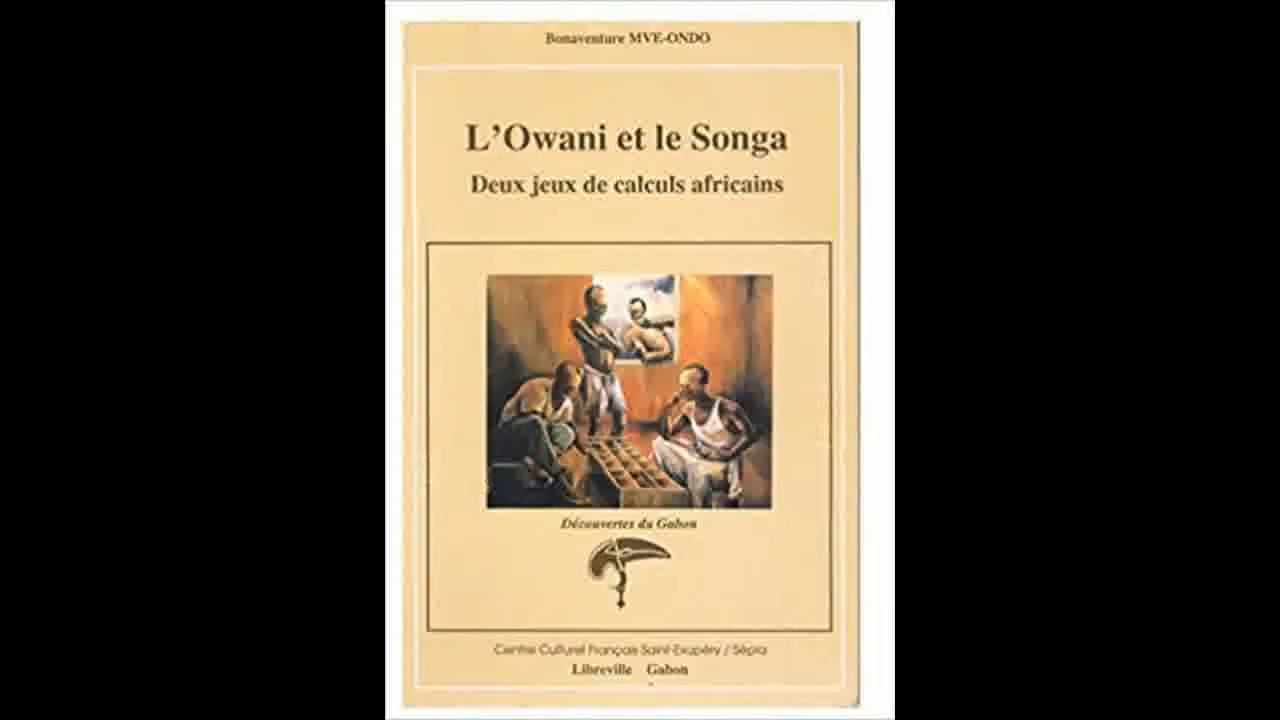 Bonaventure MVE-ONDO
L'Owani et le Songa
Deux jeux de calculs africains
Découvertes du Gabon
Centre Culturel Français Saint-Exupéry / Sépia
Libreville Gabon